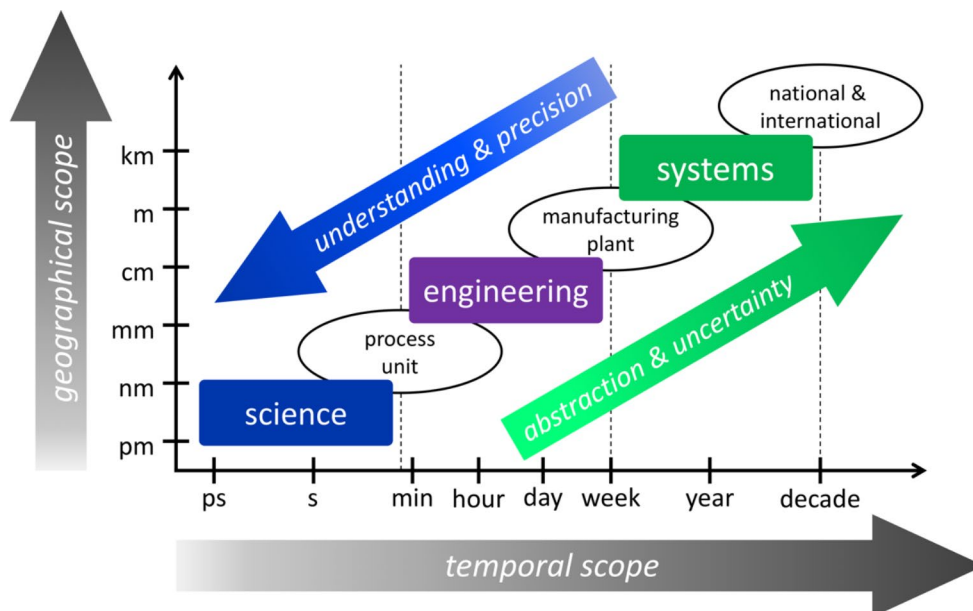 geographical scope
km
m
cm
mm
nm
pm
understanding & precision
national &
international
systems
manufacturing
plant
engineering
abstraction & uncertainty
process
unit
science
ps
s
min
hour
day
week
year
decade
temporal scope